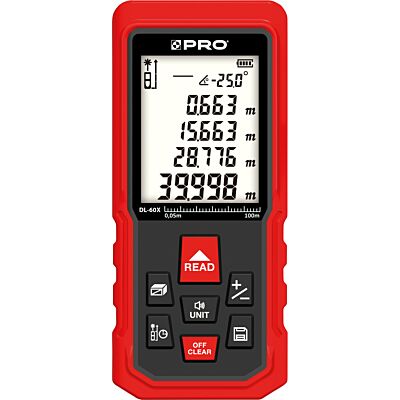 PRO®
-25.0°
0.663 m
15.663 m
28.776 m
39.998 m
DL-60X
0,05m 100m
READ
+/-
UNIT
OFF
CLEAR